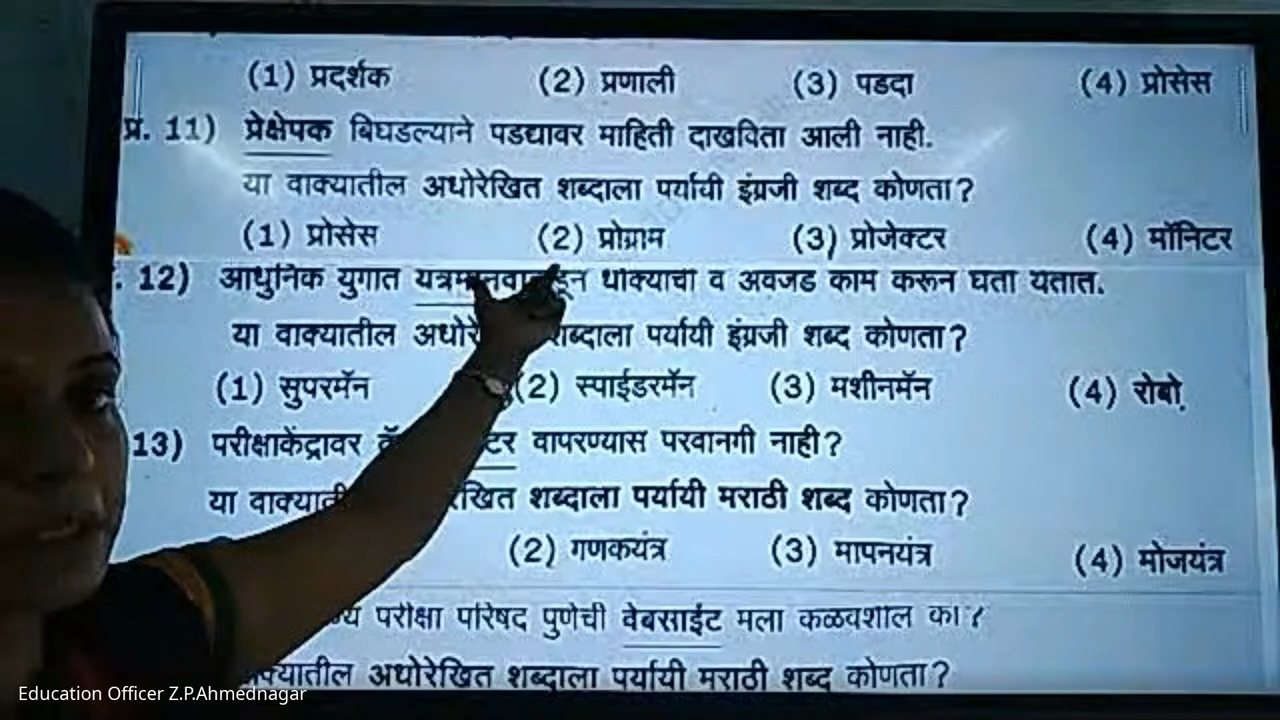 (1) प्रदर्शक (2) प्रणाली (3) पडदा (4) प्रोसेस
प्र. 11) प्रेक्षेपक बिघडल्याने पडद्यावर माहिती दाखविता आली नाही.
या वाक्यातील अधोरेखित शब्दाला पर्यायी इंग्रजी शब्द कोणता?
(1) प्रोसेस (2) प्रोग्राम (3) प्रोजेक्टर (4) मॉनिटर
. 12) आधुनिक युगात व अवजड काम करून
या वाक्यातील शब्दाला पर्यायी इंग्रजी शब्द कोणता?
(1) सुपरमॅन (2) स्पाईडरमॅन (3) मशीनमॅन (4) रोबो.
13) परीक्षाकेंद्रावर वापरण्यास परवानगी नाही?
या शब्दाला पर्यायी मराठी शब्द कोणता?
(2) गणकयंत्र (3) मापनयंत्र (4) मोजयंत्र
परीक्षा परिषद पुणेची वेबसाईट मला कळवशील का?
अधोरेखित शब्दाला पर्यायी मराठी शब्द कोणता?
Education Officer Z.P.Ahmednagar